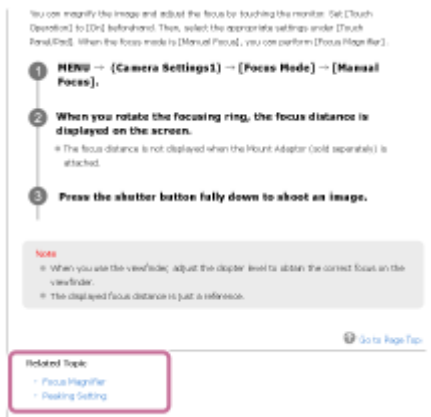 You can magnify the image and adjust the focus by touching the monitor. Set [Touch
Operation] to [On] beforehand. Then, select the appropriate settings under [Touch
Panel/Pad]. When the focus mode is [Manual Focus], you can perform [Focus Magnifier].
1 MENU → (Camera Settings1) → [Focus Mode] → [Manual
Focus].
2 When you rotate the focusing ring, the focus distance is
displayed on the screen.
The focus distance is not displayed when the Mount Adaptor (sold separately) is
attached.
3 Press the shutter button fully down to shoot an image.
Note
When you use the viewfinder, adjust the diopter level to obtain the correct focus on the
viewfinder.
The displayed focus distance is just a reference.
Go to Page Top
Related Topic
Focus Magnifier
Peaking Setting